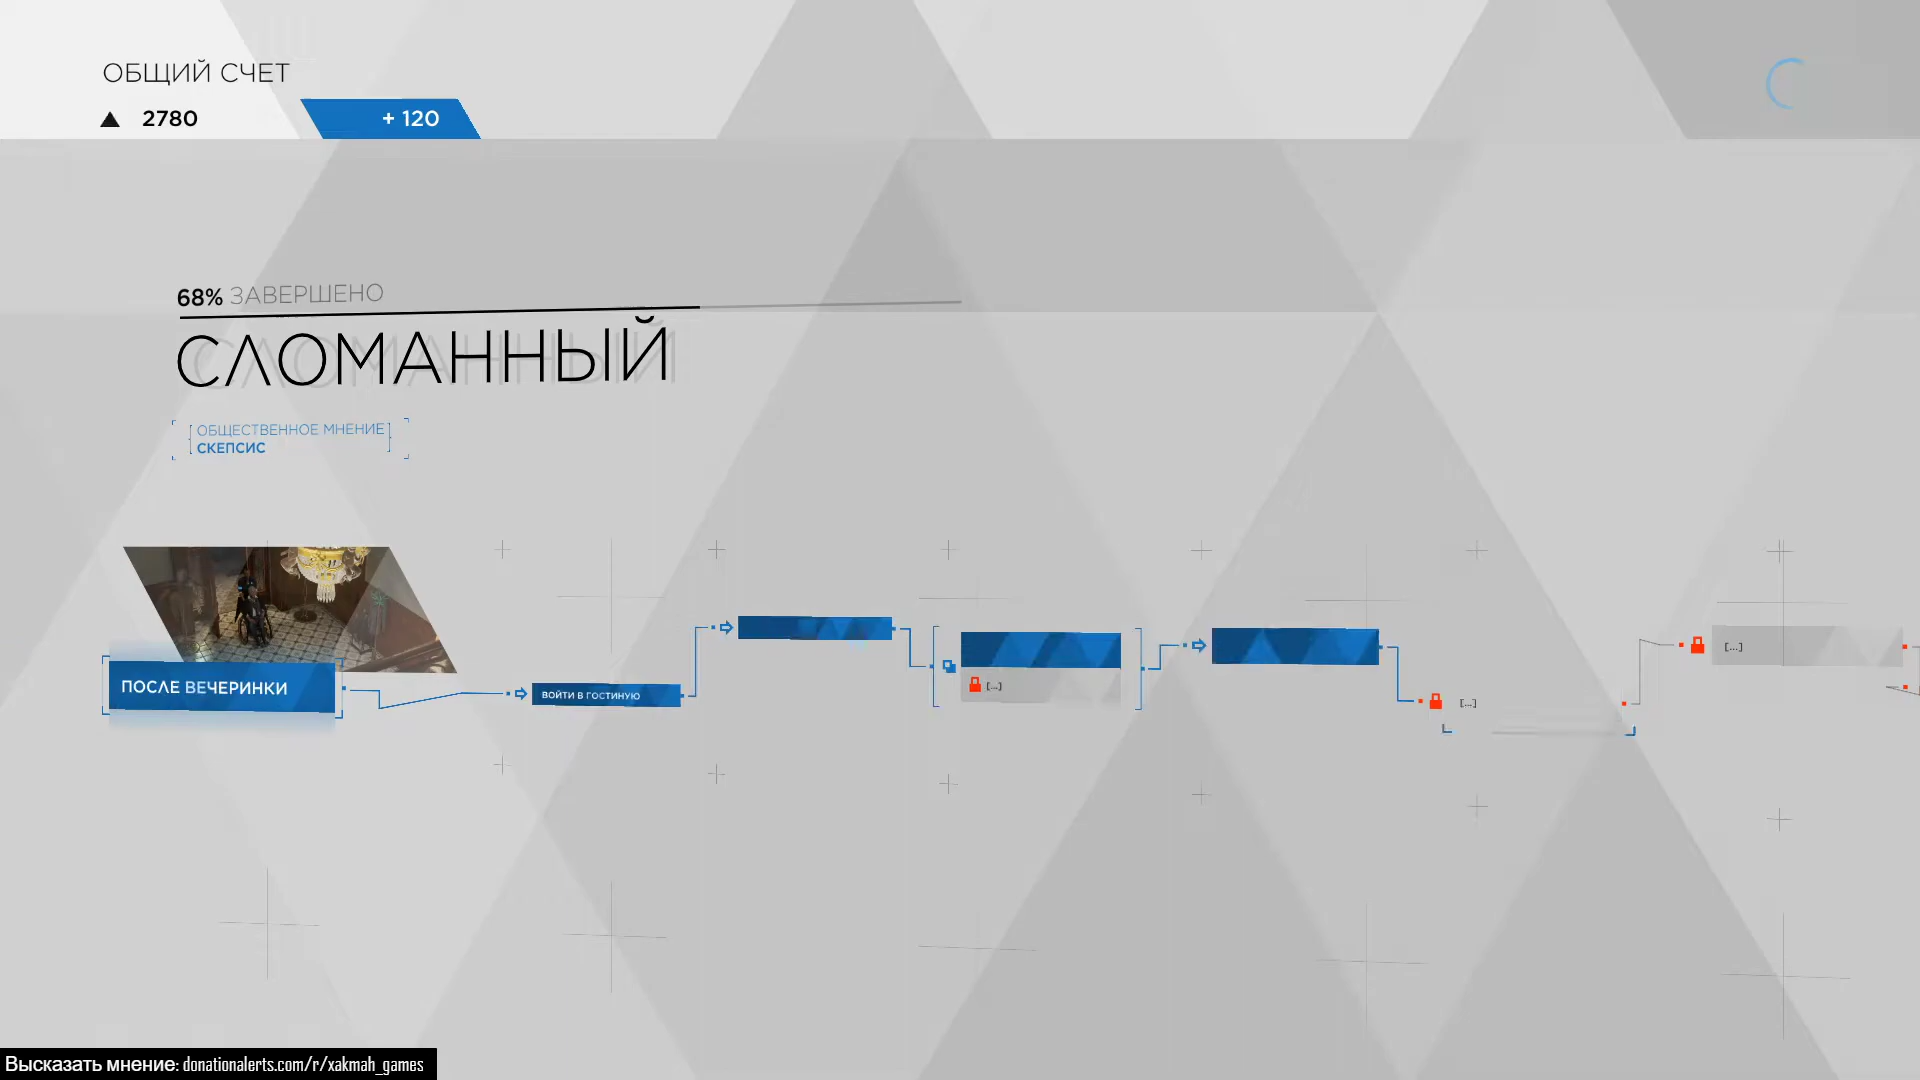 ОБЩИЙ СЧЕТ
▲ 2780
+ 120
68% ЗАВЕРШЕНО
СЛОМАННЫЙ
ОБЩЕСТВЕННОЕ МНЕНИЕ
СКЕПСИС
ПОСЛЕ ВЕЧЕРИНКИ
ВОЙТИ В ГОСТИНУЮ
[...]
[...]
[...]
Высказать мнение: donationalerts.com/r/xakmah_games